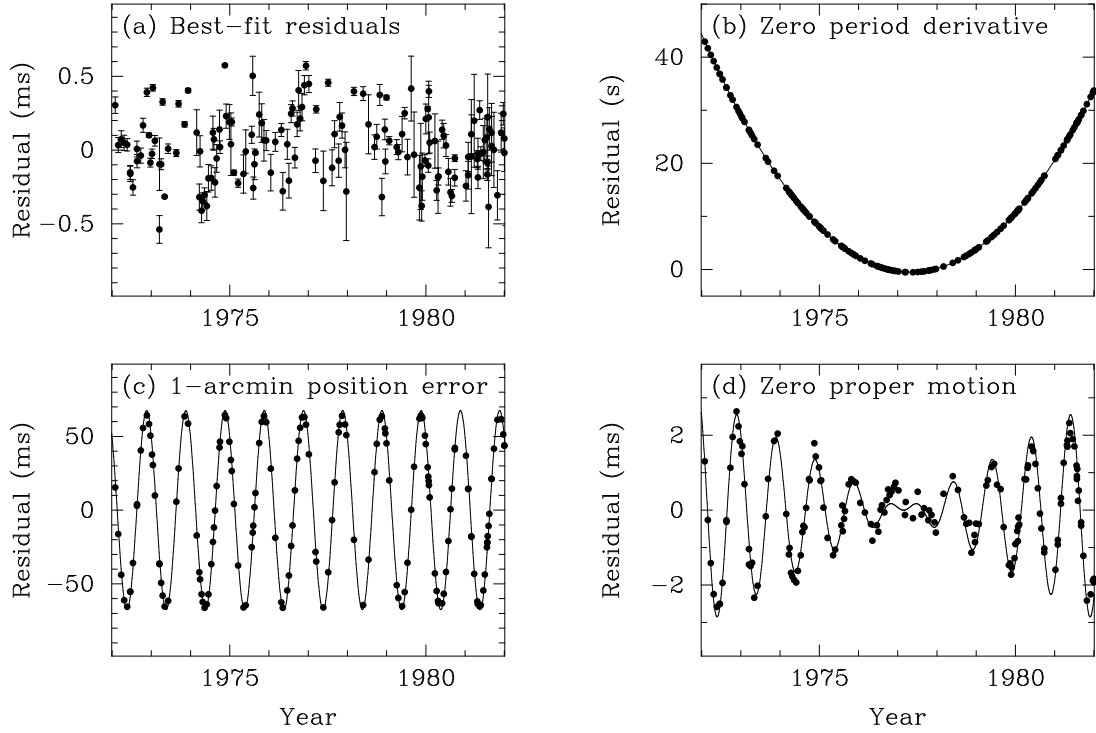 (a) Best-fit residuals
Residual (ms)
0.5
0
−0.5
1975
1980
(b) Zero period derivative
Residual (s)
40
20
0
1975
1980
(c) 1-arcmin position error
Residual (ms)
50
0
−50
1975
1980
Year
(d) Zero proper motion
Residual (ms)
2
0
−2
1975
1980
Year